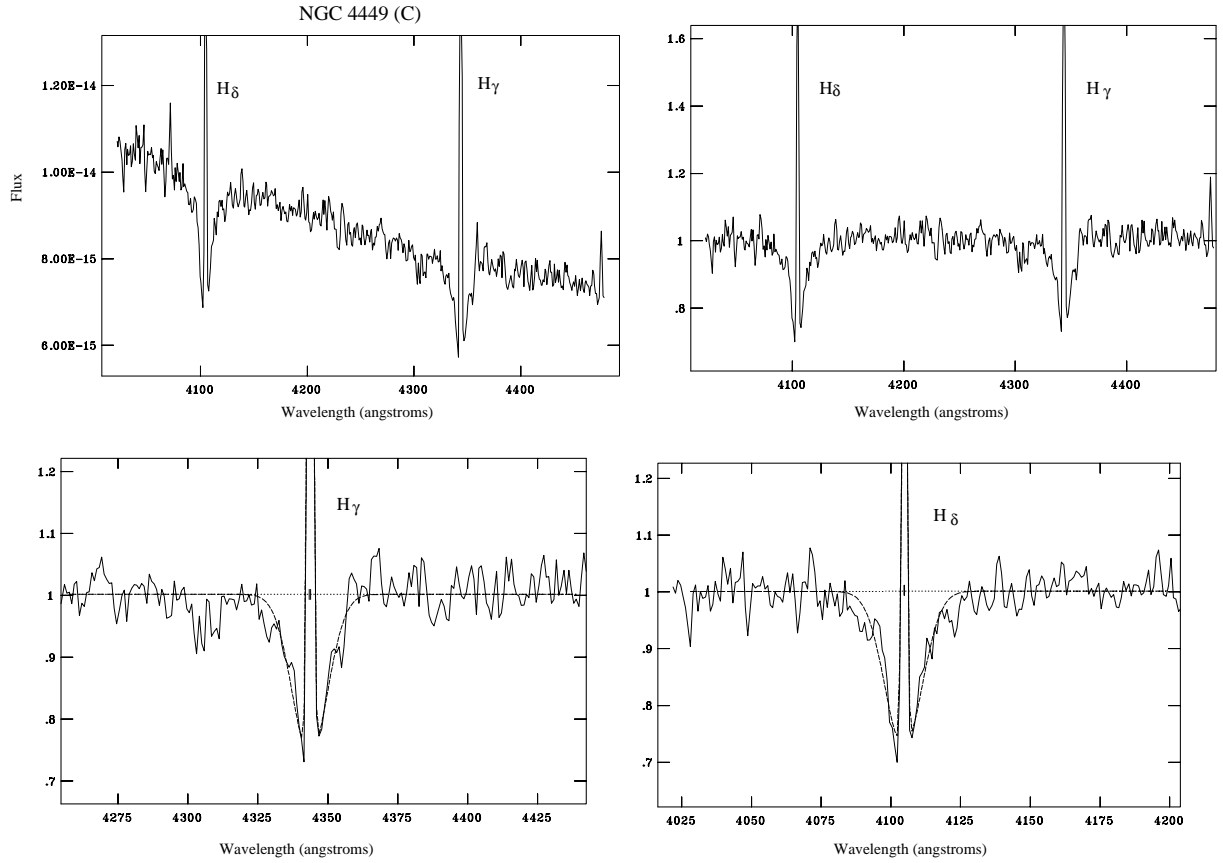 NGC 4449 (C)
Flux
1.20E-14
1.00E-14
8.00E-15
6.00E-15
Hδ
Hγ
4100 4200 4300 4400
Wavelength (angstroms)
1.6
1.4
1.2
1
.8
Hδ
Hγ
4100 4200 4300 4400
Wavelength (angstroms)
1.2
1.1
1
.9
.8
.7
Hγ
4275 4300 4325 4350 4375 4400 4425
Wavelength (angstroms)
1.2
1.1
1
.9
.8
.7
Hδ
4025 4050 4075 4100 4125 4150 4175 4200
Wavelength (angstroms)